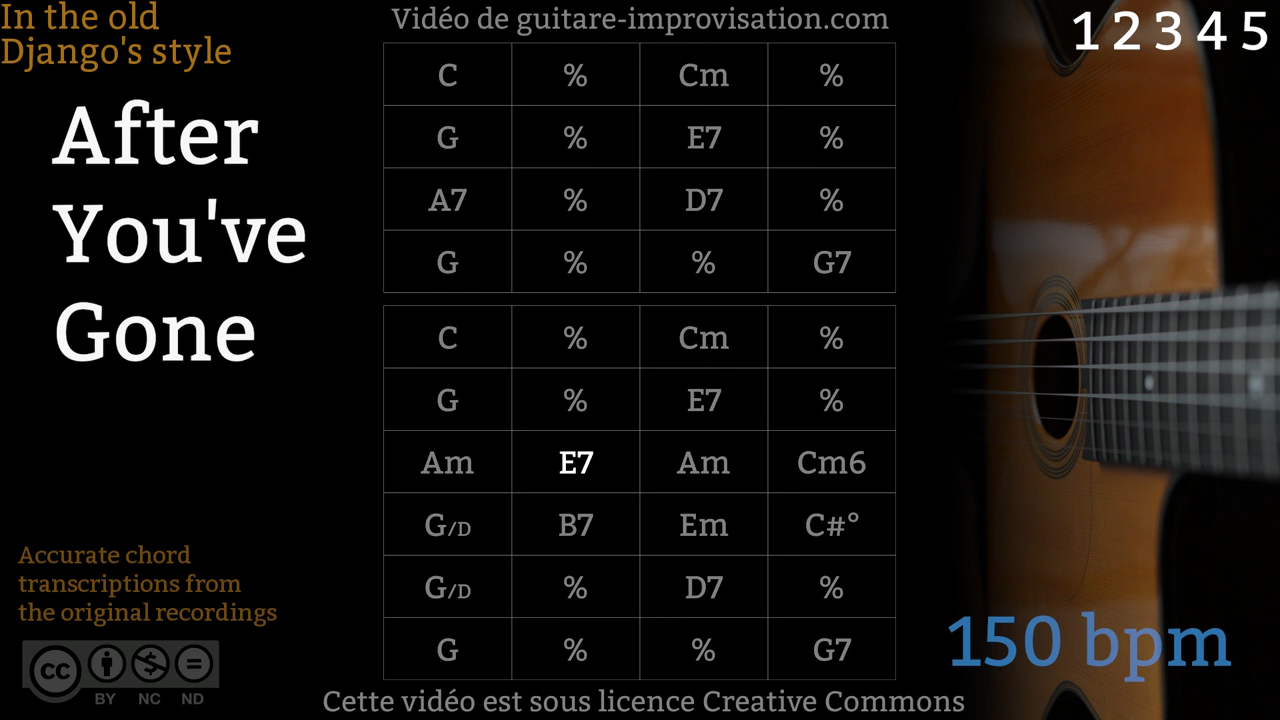 In the old
Django's style
After
You've
Gone
Accurate chord
transcriptions from
the original recordings
cc BY NC ND
Vidéo de guitare-improvisation.com
C % Cm %
G % E7 %
A7 % D7 %
G % % G7
C % Cm %
G % E7 %
Am E7 Am Cm6
G/D B7 Em C#°
G/D % D7 %
G % % G7
Cette vidéo est sous licence Creative Commons
1 2 3 4 5
150 bpm